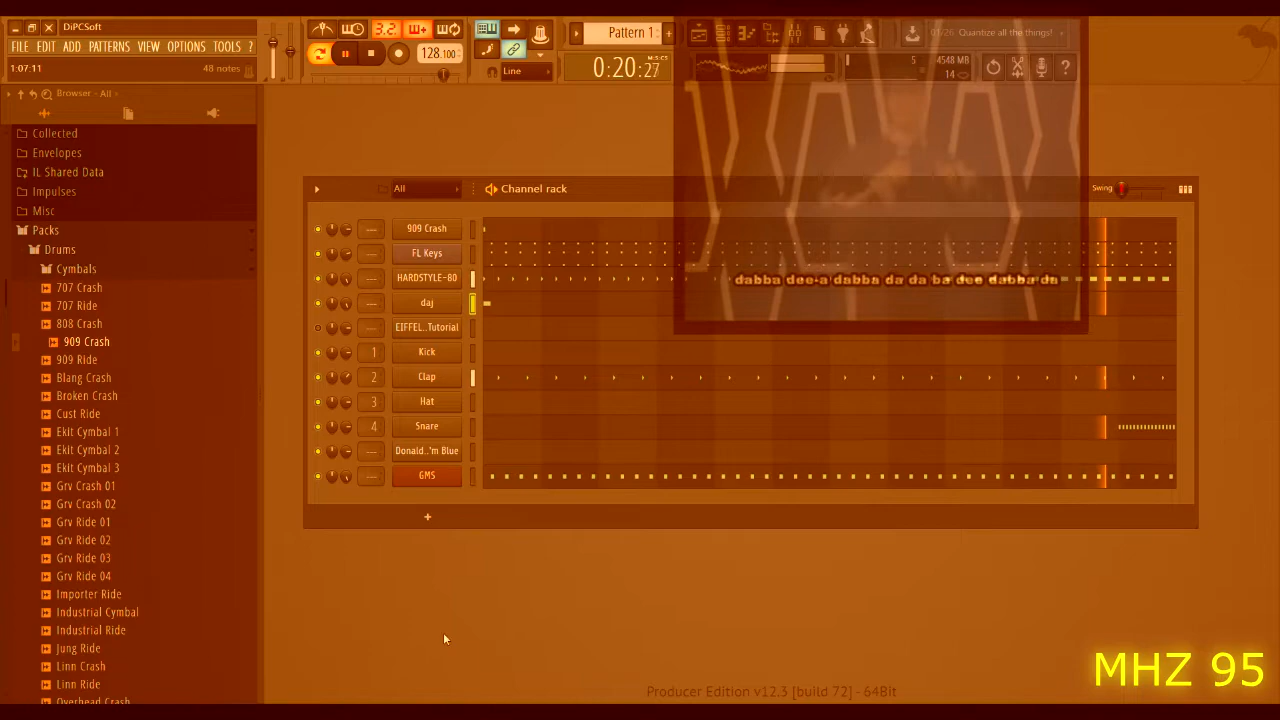 DiPCSoft
FILE EDIT ADD PATTERNS VIEW OPTIONS TOOLS ?
1:07:11 48 notes
3.2.
128.100
Line
Pattern 1
0:20:27
M:S:CS
01/26 Quantize all the things!
5
4548 MB
14
Browser - All
Collected
Envelopes
IL Shared Data
Impulses
Misc
Packs
Drums
Cymbals
707 Crash
707 Ride
808 Crash
909 Crash
909 Ride
Blang Crash
Broken Crash
Cust Ride
Ekit Cymbal 1
Ekit Cymbal 2
Ekit Cymbal 3
Grv Crash 01
Grv Crash 02
Grv Ride 01
Grv Ride 02
Grv Ride 03
Grv Ride 04
Importer Ride
Industrial Cymbal
Industrial Ride
Jung Ride
Linn Crash
Linn Ride
Overhead Crash
All
Channel rack
Swing
909 Crash
FL Keys
HARDSTYLE-80
daj
EIFFEL..Tutorial
1 Kick
2 Clap
3 Hat
4 Snare
Donald..'m Blue
GMS
+
dabba dee-a dabba da da ba dee dabba da
Producer Edition v12.3 [build 72] - 64Bit
MHZ 95